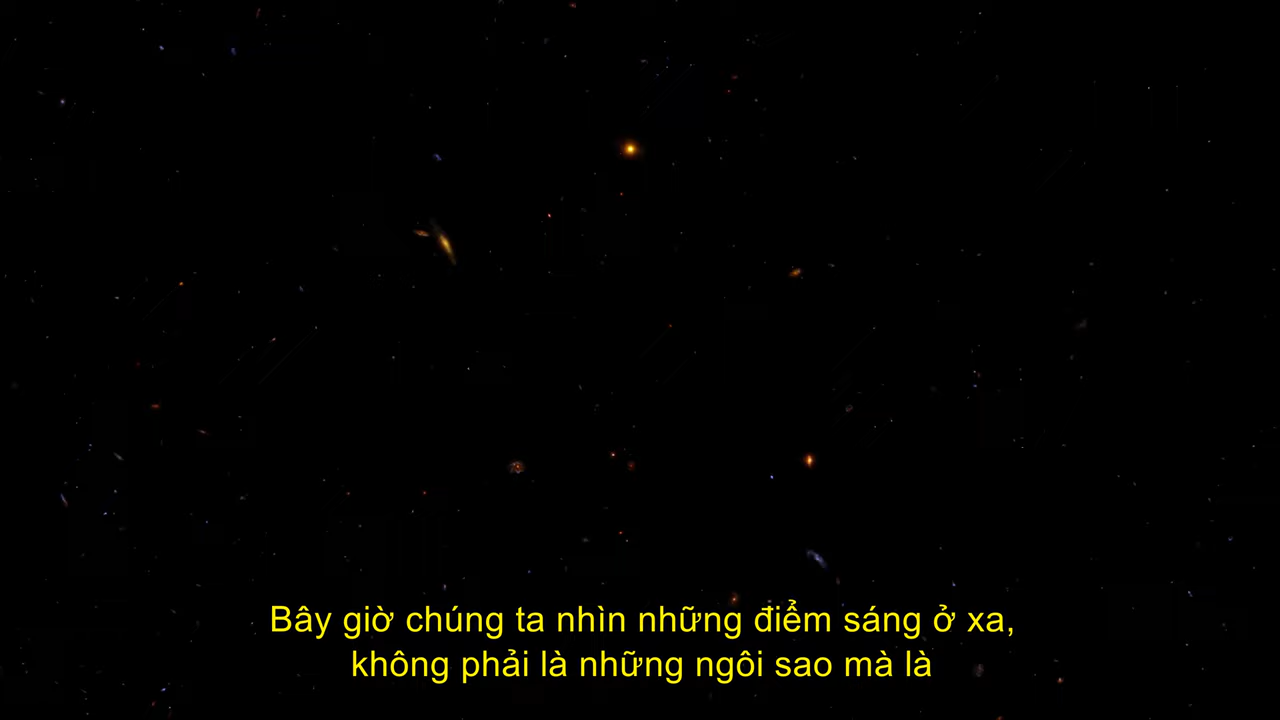 Bây giờ chúng ta nhìn những điểm sáng ở xa,
không phải là những ngôi sao mà là